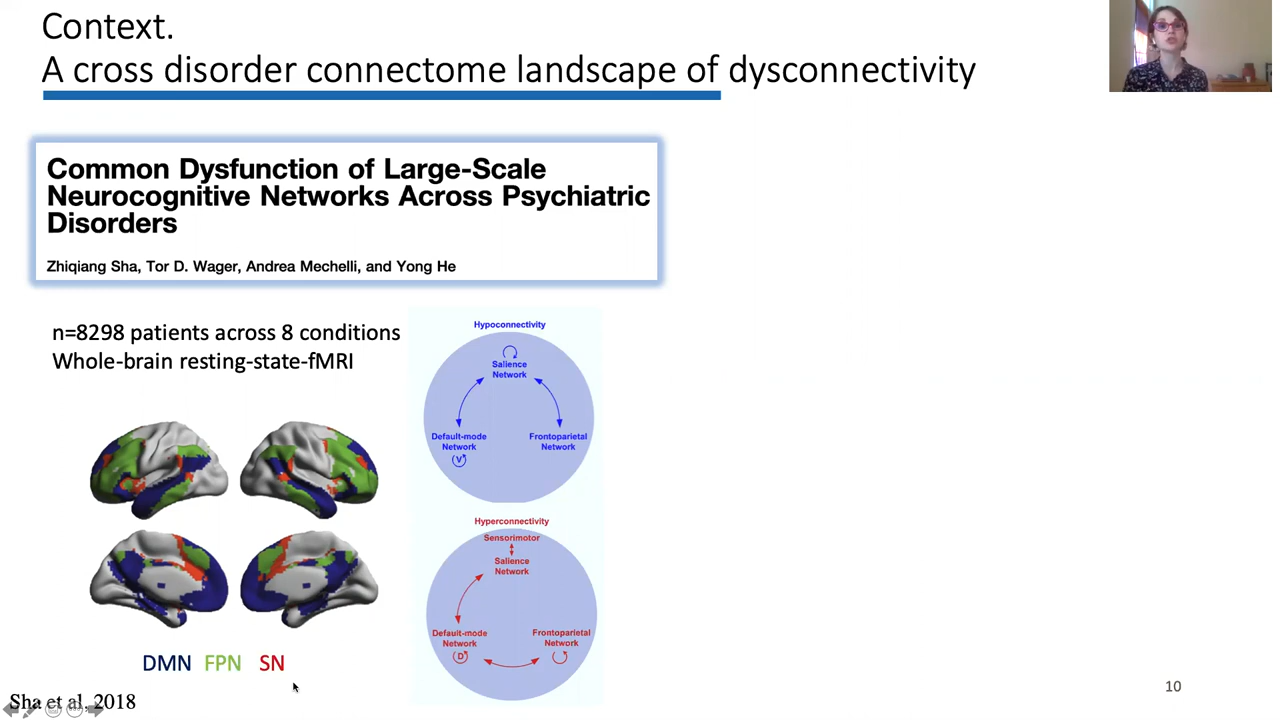 Context.
A cross disorder connectome landscape of dysconnectivity
Common Dysfunction of Large-Scale
Neurocognitive Networks Across Psychiatric
Disorders
Zhiqiang Sha, Tor D. Wager, Andrea Mechelli, and Yong He
n=8298 patients across 8 conditions
Whole-brain resting-state-fMRI
Hypoconnectivity
Salience
Network
Default-mode
Network
V
Frontoparietal
Network
Hyperconnectivity
Sensorimotor
Salience
Network
Default-mode
Network
D
Frontoparietal
Network
DMN FPN SN
Sha et al, 2018
10